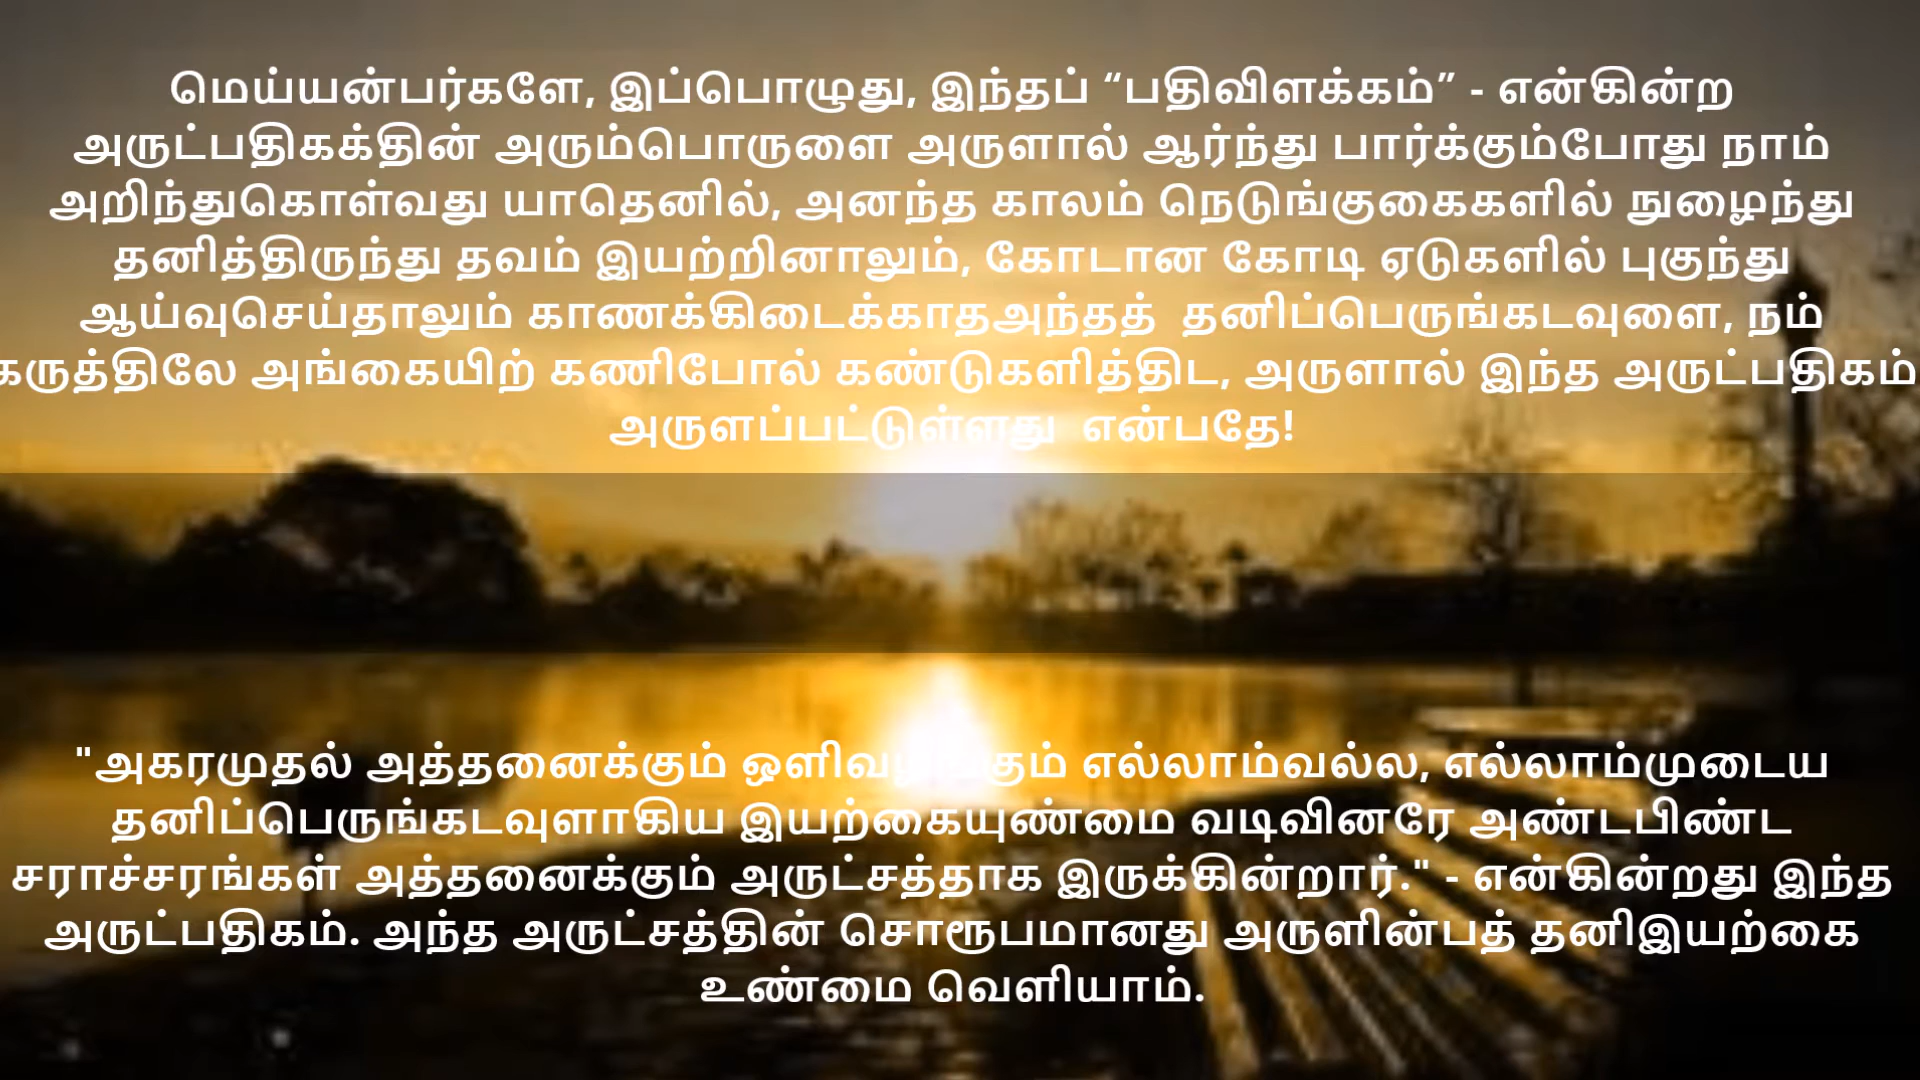 மெய்யன்பர்களே, இப்பொழுது, இந்தப் “பதிவிளக்கம்” - என்கின்ற
அருட்பதிகக்தின் அரும்பொருளை அருளால் ஆர்ந்து பார்க்கும்போது நாம்
அறிந்துகொள்வது யாதெனில், அனந்த காலம் நெடுங்குகைகளில் நுழைந்து
தனித்திருந்து தவம் இயற்றினாலும், கோடான கோடி ஏடுகளில் புகுந்து
ஆய்வுசெய்தாலும் காணக்கிடைக்காதஅந்தத்  தனிப்பெருங்கடவுளை, நம்
கருத்திலே அங்கையிற் கணிபோல் கண்டுகளித்திட, அருளால் இந்த அருட்பதிகம்
அருளப்பட்டுள்ளது  என்பதே!
"அகரமுதல் அத்தனைக்கும் எல்லாம்வல்ல, எல்லாம்முடைய
தனிப்பெருங்கடவுளாகிய இயற்கையுண்மை வடிவினரே அண்டபிண்ட
சராச்சரங்கள் அத்தனைக்கும் அருட்சத்தாக இருக்கின்றார்." - என்கின்றது இந்த
அருட்பதிகம். அந்த அருட்சத்தின் சொரூபமானது அருளின்பத் தனிஇயற்கை
உண்மை வெளியாம்.